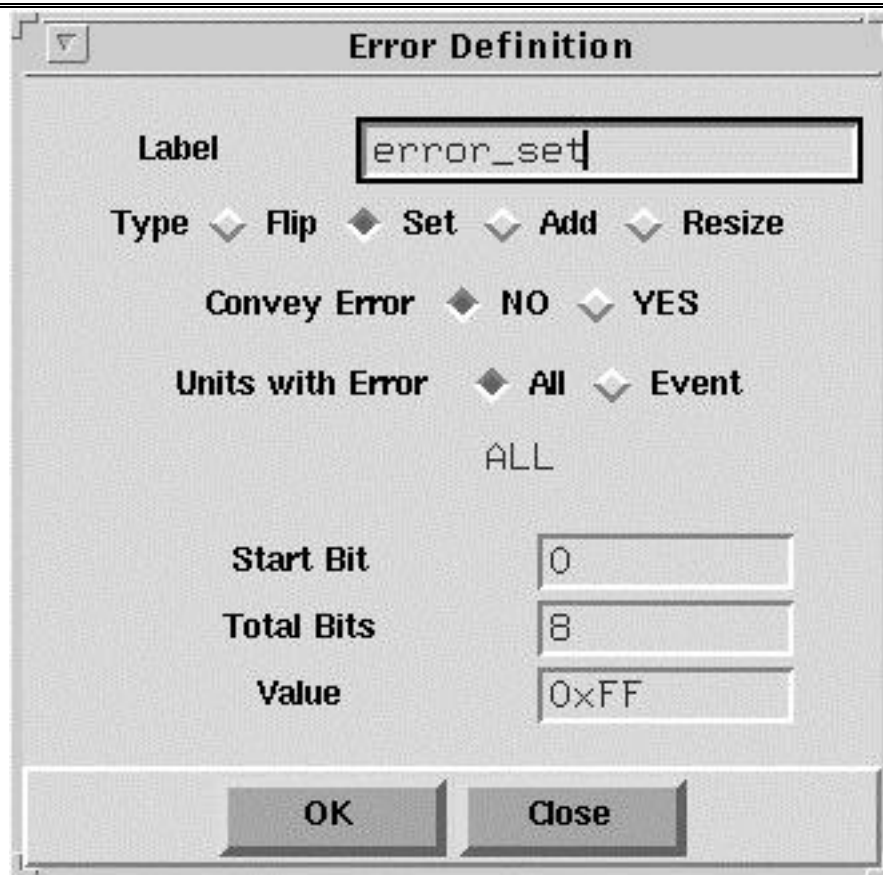 Error Definition
Label error_set
Type Flip Set Add Resize
Convey Error NO YES
Units with Error All Event
ALL
Start Bit 0
Total Bits 8
Value 0xFF
OK Close